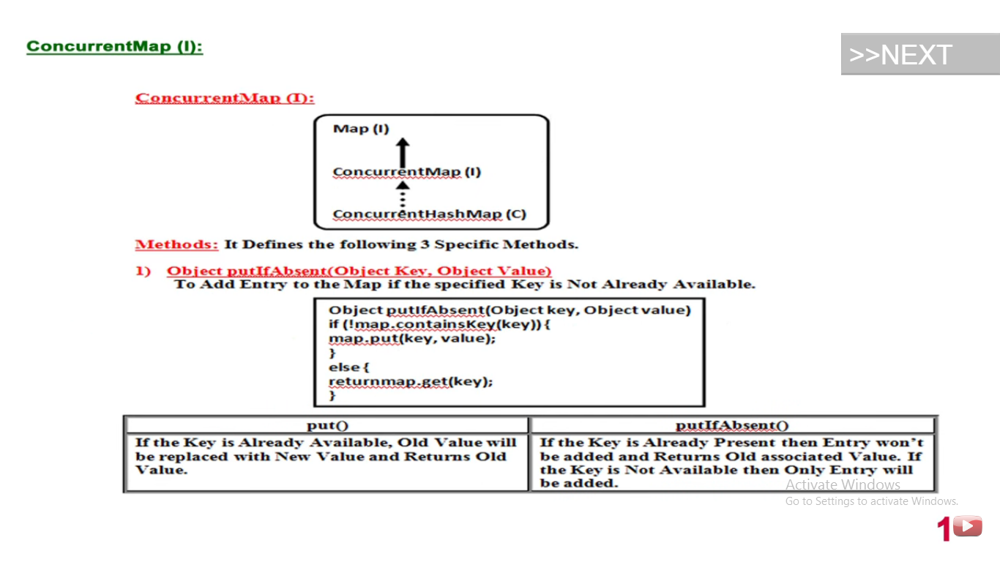 ConcurrentMap (I):
>>NEXT
ConcurrentMap (I):
Map (I)
ConcurrentMap (I)
ConcurrentHashMap (C)
Methods: It Defines the following 3 Specific Methods.
1) Object putIfAbsent(Object Key, Object Value)
To Add Entry to the Map if the specified Key is Not Already Available.
Object putIfAbsent(Object key, Object value)
if (!map.containsKey(key)) {
map.put(key, value);
}
else {
returnmap.get(key);
}
put()
If the Key is Already Available, Old Value will
be replaced with New Value and Returns Old
Value.
putIfAbsent()
If the Key is Already Present then Entry won't
be added and Returns Old associated Value. If
the Key is Not Available then Only Entry will
be added.
Activate Windows
Go to Settings to activate Windows.
1